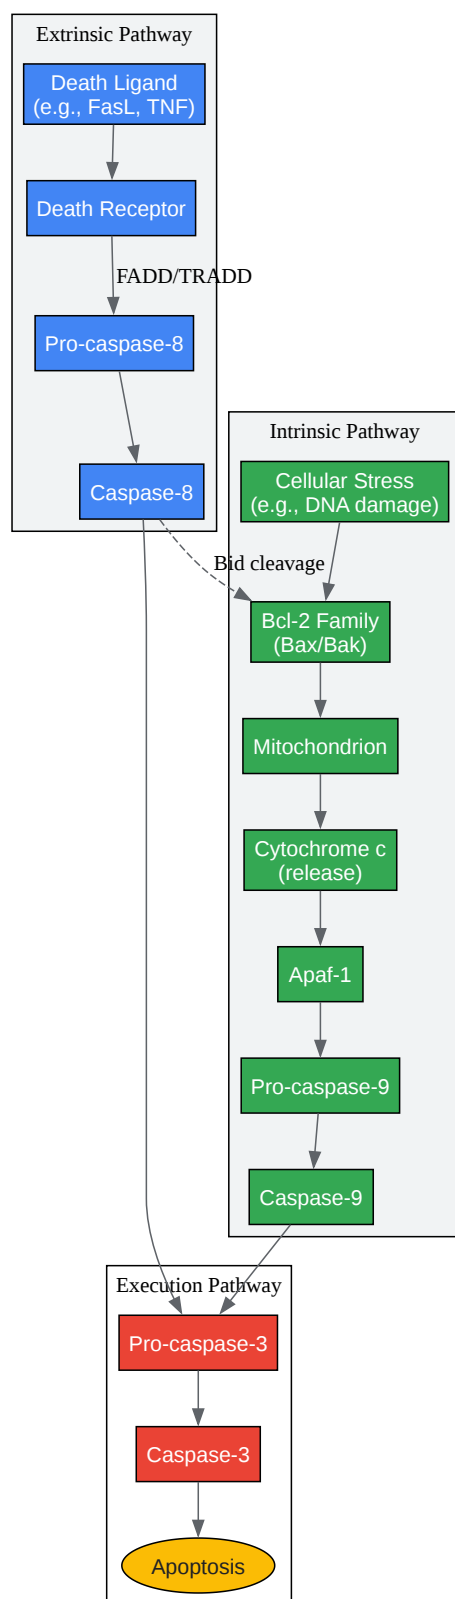 Extrinsic Pathway
Death Ligand
(e.g., FasL, TNF)
Death Receptor
FADD/TRADD
Pro-caspase-8
Caspase-8
Intrinsic Pathway
Cellular Stress
(e.g., DNA damage)
Bid cleavage
Bcl-2 Family
(Bax/Bak)
Mitochondrion
Cytochrome c
(release)
Apaf-1
Pro-caspase-9
Caspase-9
Execution Pathway
Pro-caspase-3
Caspase-3
Apoptosis